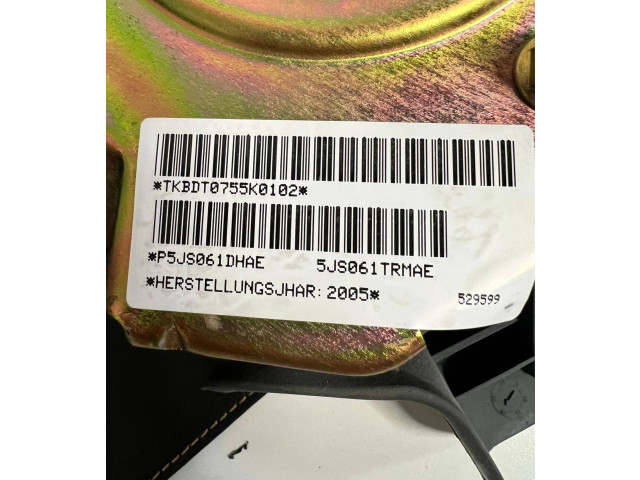 *TKBDT0755K0102*
*P5JS061DHAE 5JS061TRMAE
*HERSTELLUNGSJHAR: 2005*
529599